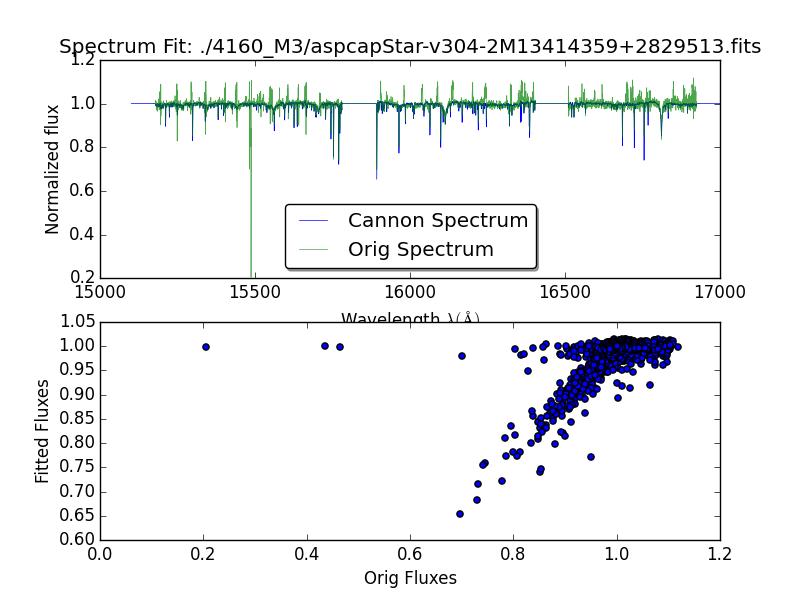 Spectrum Fit: ./4160_M3/aspcapStar-v304-2M13414359+2829513.fits
Normalized flux
1.2
1.0
0.8
0.6
0.4
0.2
Cannon Spectrum
Orig Spectrum
15000 15500 16000 16500 17000
Wavelength λ(Å)
Fitted Fluxes
1.05
1.00
0.95
0.90
0.85
0.80
0.75
0.70
0.65
0.60
0.0 0.2 0.4 0.6 0.8 1.0 1.2
Orig Fluxes